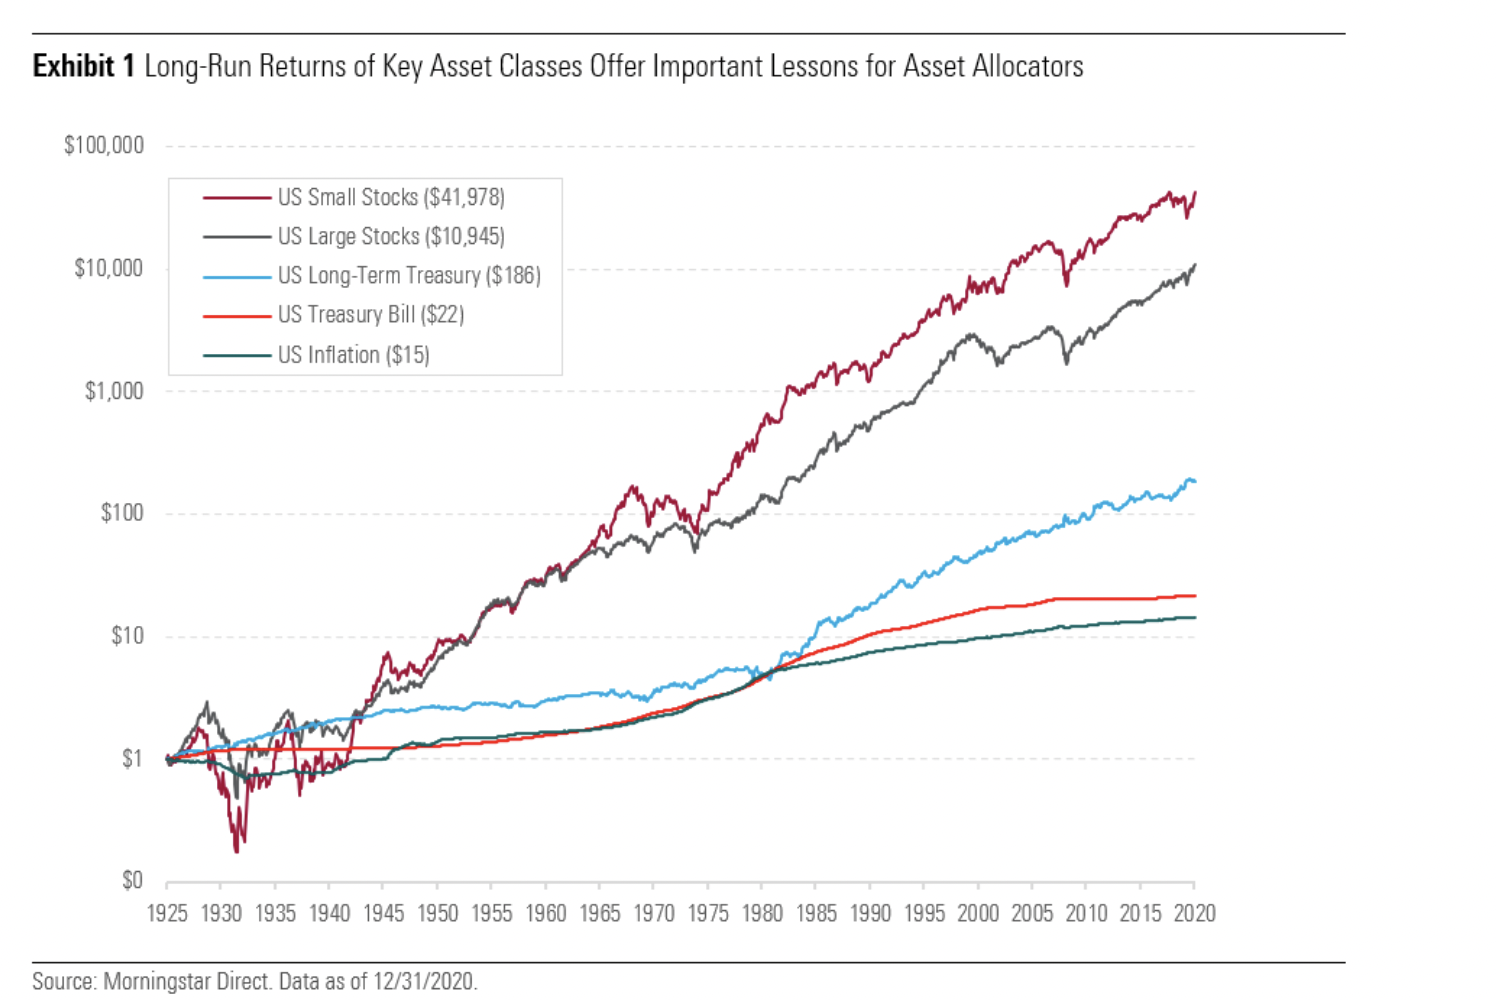 Exhibit 1 Long-Run Returns of Key Asset Classes Offer Important Lessons for Asset Allocators
$100,000
US Small Stocks ($41,978)
US Large Stocks ($10,945)
$10,000
US Long-Term Treasury ($186)
US Treasury Bill ($22)
US Inflation ($15)
$1,000
$100
$10
$1
$0
1925 1930 1935 1940 1945 1950 1955 1960 1965 1970 1975 1980 1985 1990 1995 2000 2005 2010 2015 2020
Source: Morningstar Direct. Data as of 12/31/2020.